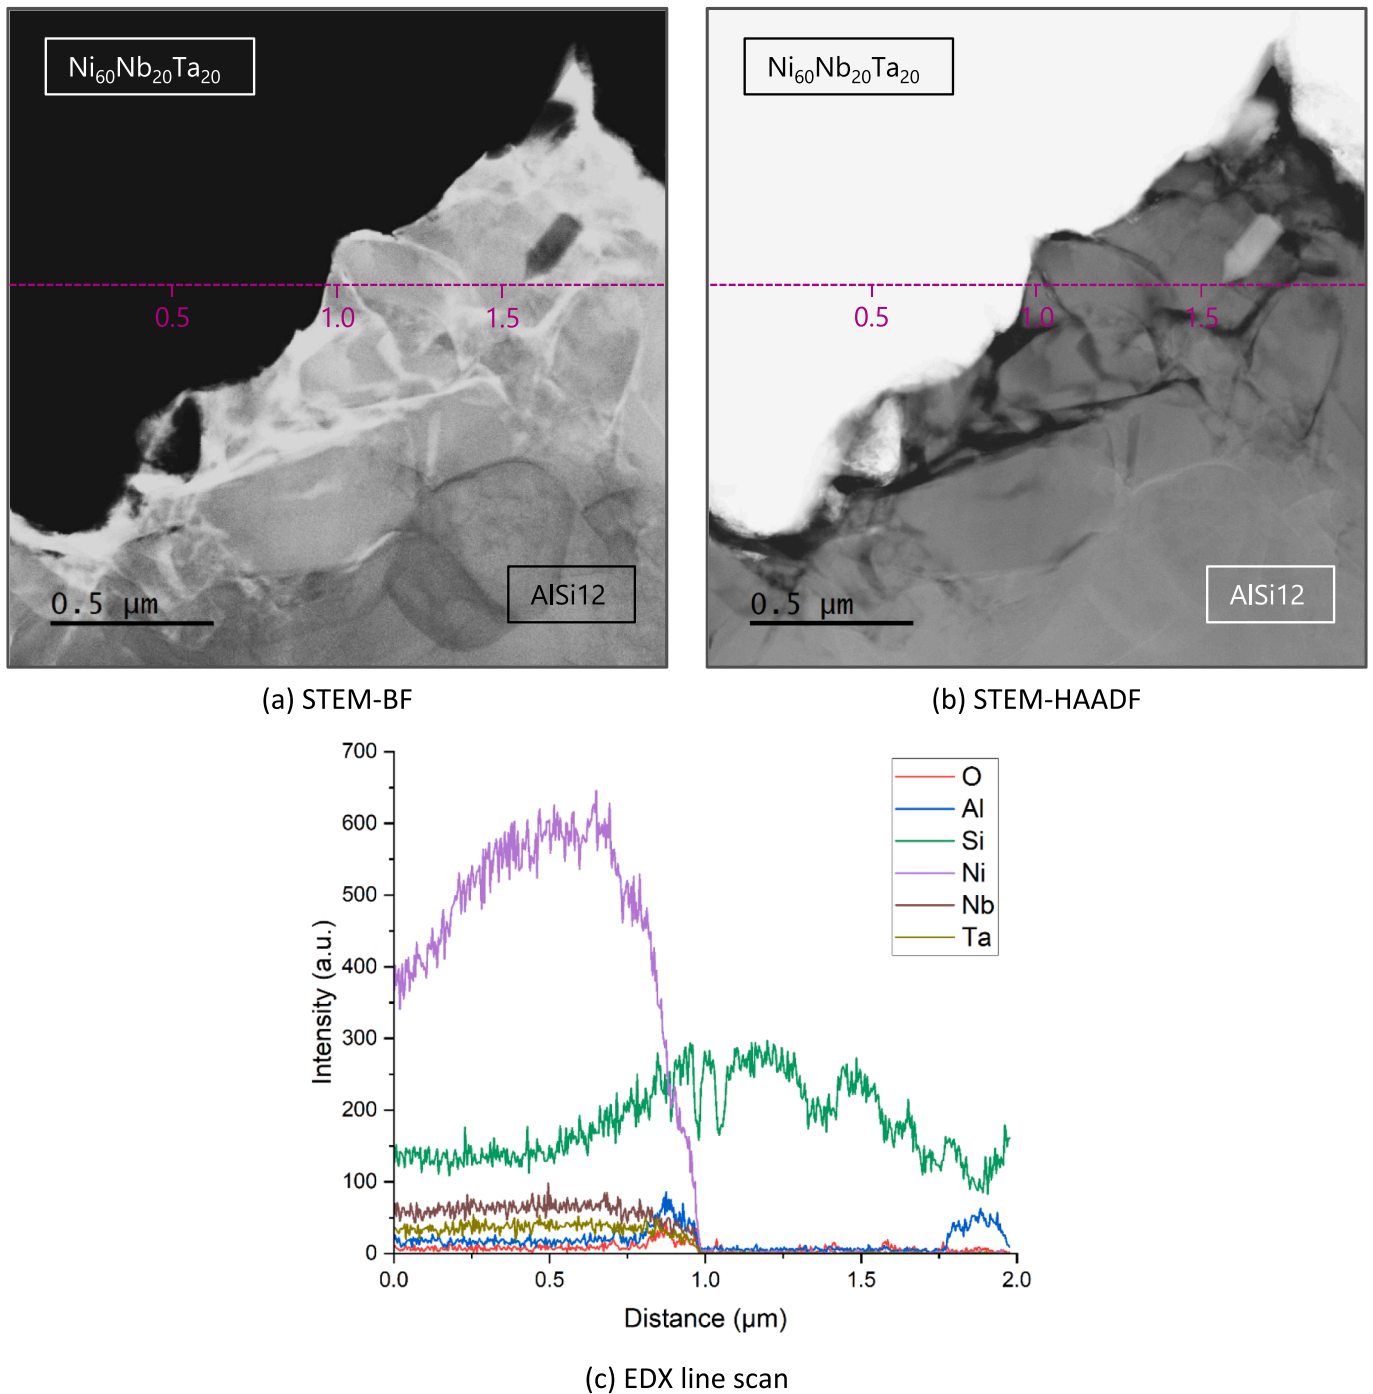 Ni₆₀Nb₂₀Ta₂₀
Ni₆₀Nb₂₀Ta₂₀
0.5 1.0 1.5
0.5 1.0 1.5
AlSi12
AlSi12
0.5 µm
0.5 µm
(a) STEM-BF
(b) STEM-HAADF
700
600
500
400
300
200
100
0
Intensity (a.u.)
O
Al
Si
Ni
Nb
Ta
0.0 0.5 1.0 1.5 2.0
Distance (µm)
(c) EDX line scan